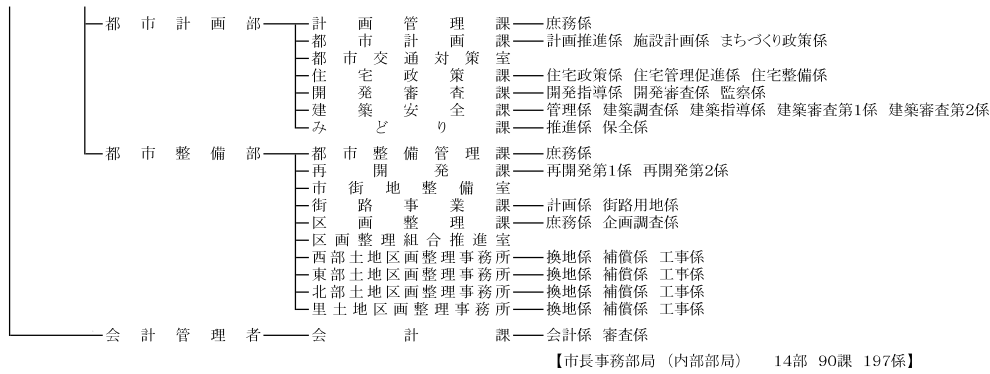 都市計画部 計画管理課 庶務係
都市計画課 計画推進係 施設計画係 まちづくり政策係
都市交通対策室
住宅政策課 住宅政策係 住宅管理促進係 住宅整備係
開発審査課 開発指導係 開発審査係 監察係
建築安全課 管理係 建築調査係 建築指導係 建築審査第1係 建築審査第2係
みどり課 推進係 保全係
都市整備部 都市整備管理課 庶務係
再開発課 再開発第1係 再開発第2係
市街地整備室
街路事業課 計画係 街路用地係
区画整理課 庶務係 企画調査係
区画整理組合推進室
西部土地区画整理事務所 換地係 補償係 工事係
東部土地区画整理事務所 換地係 補償係 工事係
北部土地区画整理事務所 換地係 補償係 工事係
里土地区画整理事務所 換地係 補償係 工事係
会計管理者 会計課 会計係 審査係
【市長事務部局 (内部部局) 14部 90課 197係】